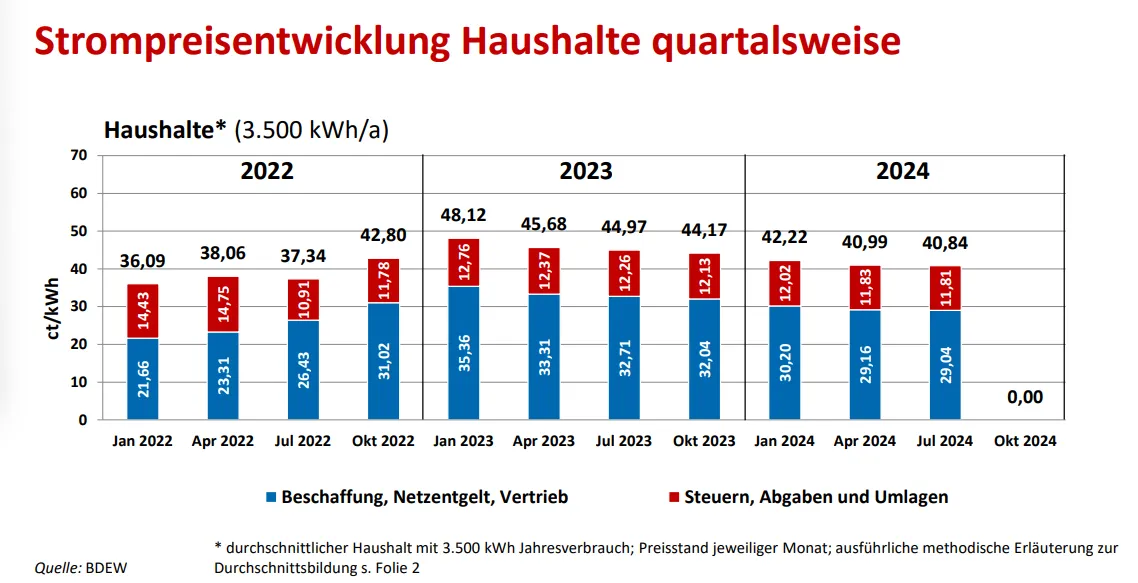 Strompreisentwicklung Haushalte quartalsweise
Haushalte* (3.500 kWh/a)
70
60
50
40
30
20
10
0
ct/kWh
2022
2023
2024
36,09
38,06
37,34
42,80
48,12
45,68
44,97
44,17
42,22
40,99
40,84
0,00
14,43
14,75
10,91
11,78
12,76
12,37
12,26
12,13
12,02
11,83
11,81
21,66
23,31
26,43
31,02
35,36
33,31
32,71
32,04
30,20
29,16
29,04
Jan 2022
Apr 2022
Jul 2022
Okt 2022
Jan 2023
Apr 2023
Jul 2023
Okt 2023
Jan 2024
Apr 2024
Jul 2024
Okt 2024
Beschaffung, Netzentgelt, Vertrieb
Steuern, Abgaben und Umlagen
* durchschnittlicher Haushalt mit 3.500 kWh Jahresverbrauch; Preisstand jeweiliger Monat; ausführliche methodische Erläuterung zur
Durchschnittsbildung s. Folie 2
Quelle: BDEW